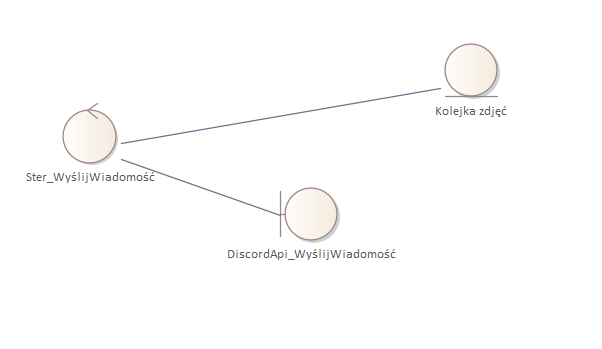 Kolejka zdjęć
Ster_WyślijWiadomość
DiscordApi_WyślijWiadomość